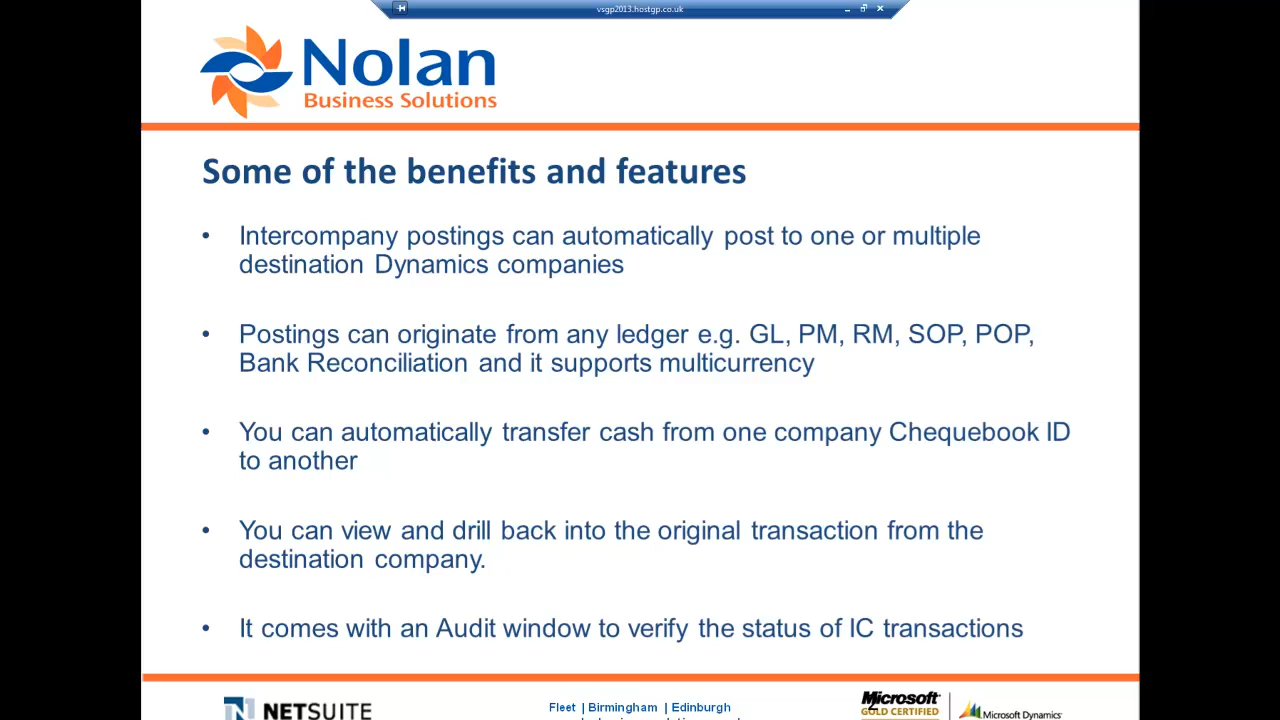 vsgp2013.hostgp.co.uk
Nolan
Business Solutions
Some of the benefits and features
• Intercompany postings can automatically post to one or multiple
destination Dynamics companies
• Postings can originate from any ledger e.g. GL, PM, RM, SOP, POP,
Bank Reconciliation and it supports multicurrency
• You can automatically transfer cash from one company Chequebook ID
to another
• You can view and drill back into the original transaction from the
destination company.
• It comes with an Audit window to verify the status of IC transactions
NETSUITE
Fleet | Birmingham | Edinburgh
Microsoft
GOLD CERTIFIED
Microsoft Dynamics